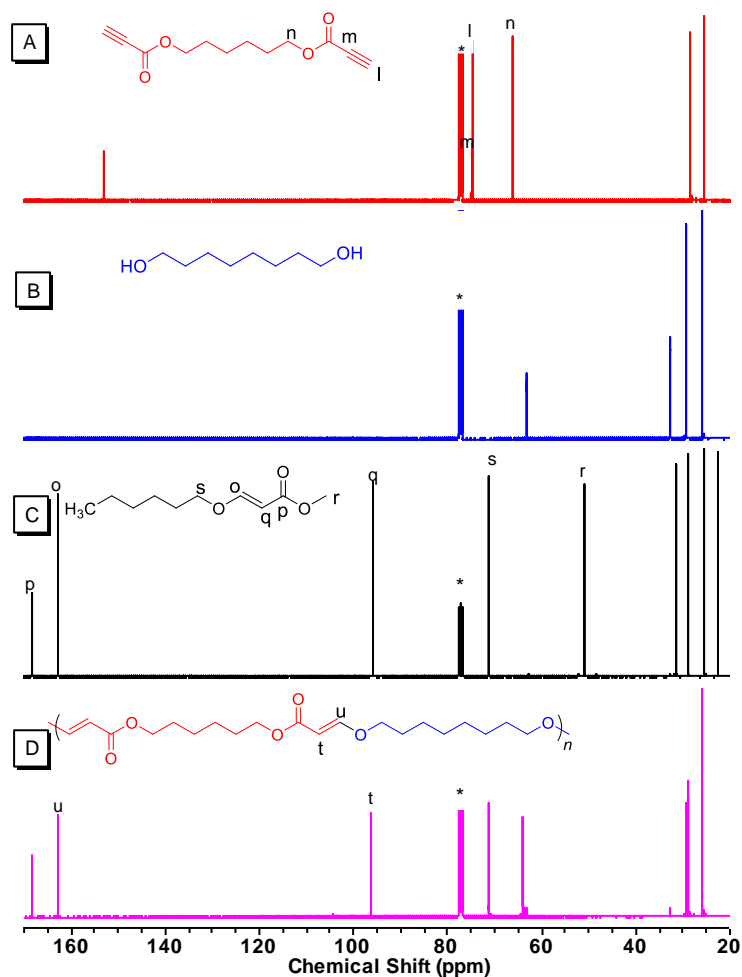 A
O
n
O
m
O
O
l
*
l
n
m
B
HO
OH
*
C
H₃C
s
O
o
q
O
p
O
r
p
o
q
*
s
r
D
O
O
O
O
t
u
O
O
n
u
t
*
160 140 120 100 80 60 40 20
Chemical Shift (ppm)